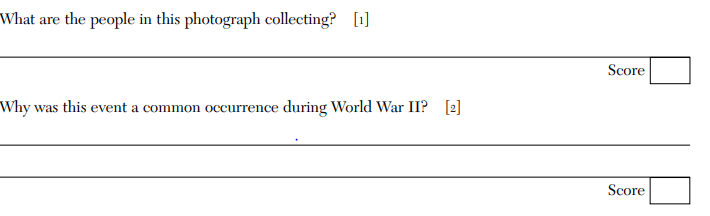 What are the people in this photograph collecting? [1]
Score
Why was this event a common occurrence during World War II? [2]
Score